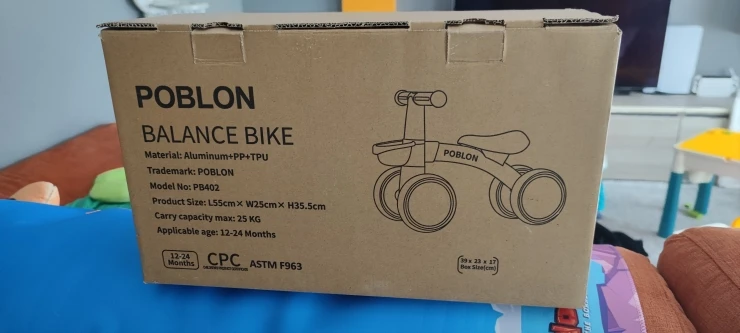 POBLON
BALANCE BIKE
Material: Aluminum+PP+TPU
Trademark: POBLON
Model No: PB402
Product Size: L55cm× W25cm× H35.5cm
Carry capacity max: 25 KG
Applicable age: 12-24 Months
12-24
Months
CPC
ASTM F963
POBLON
39 x 23 x 17
Box Size(cm)